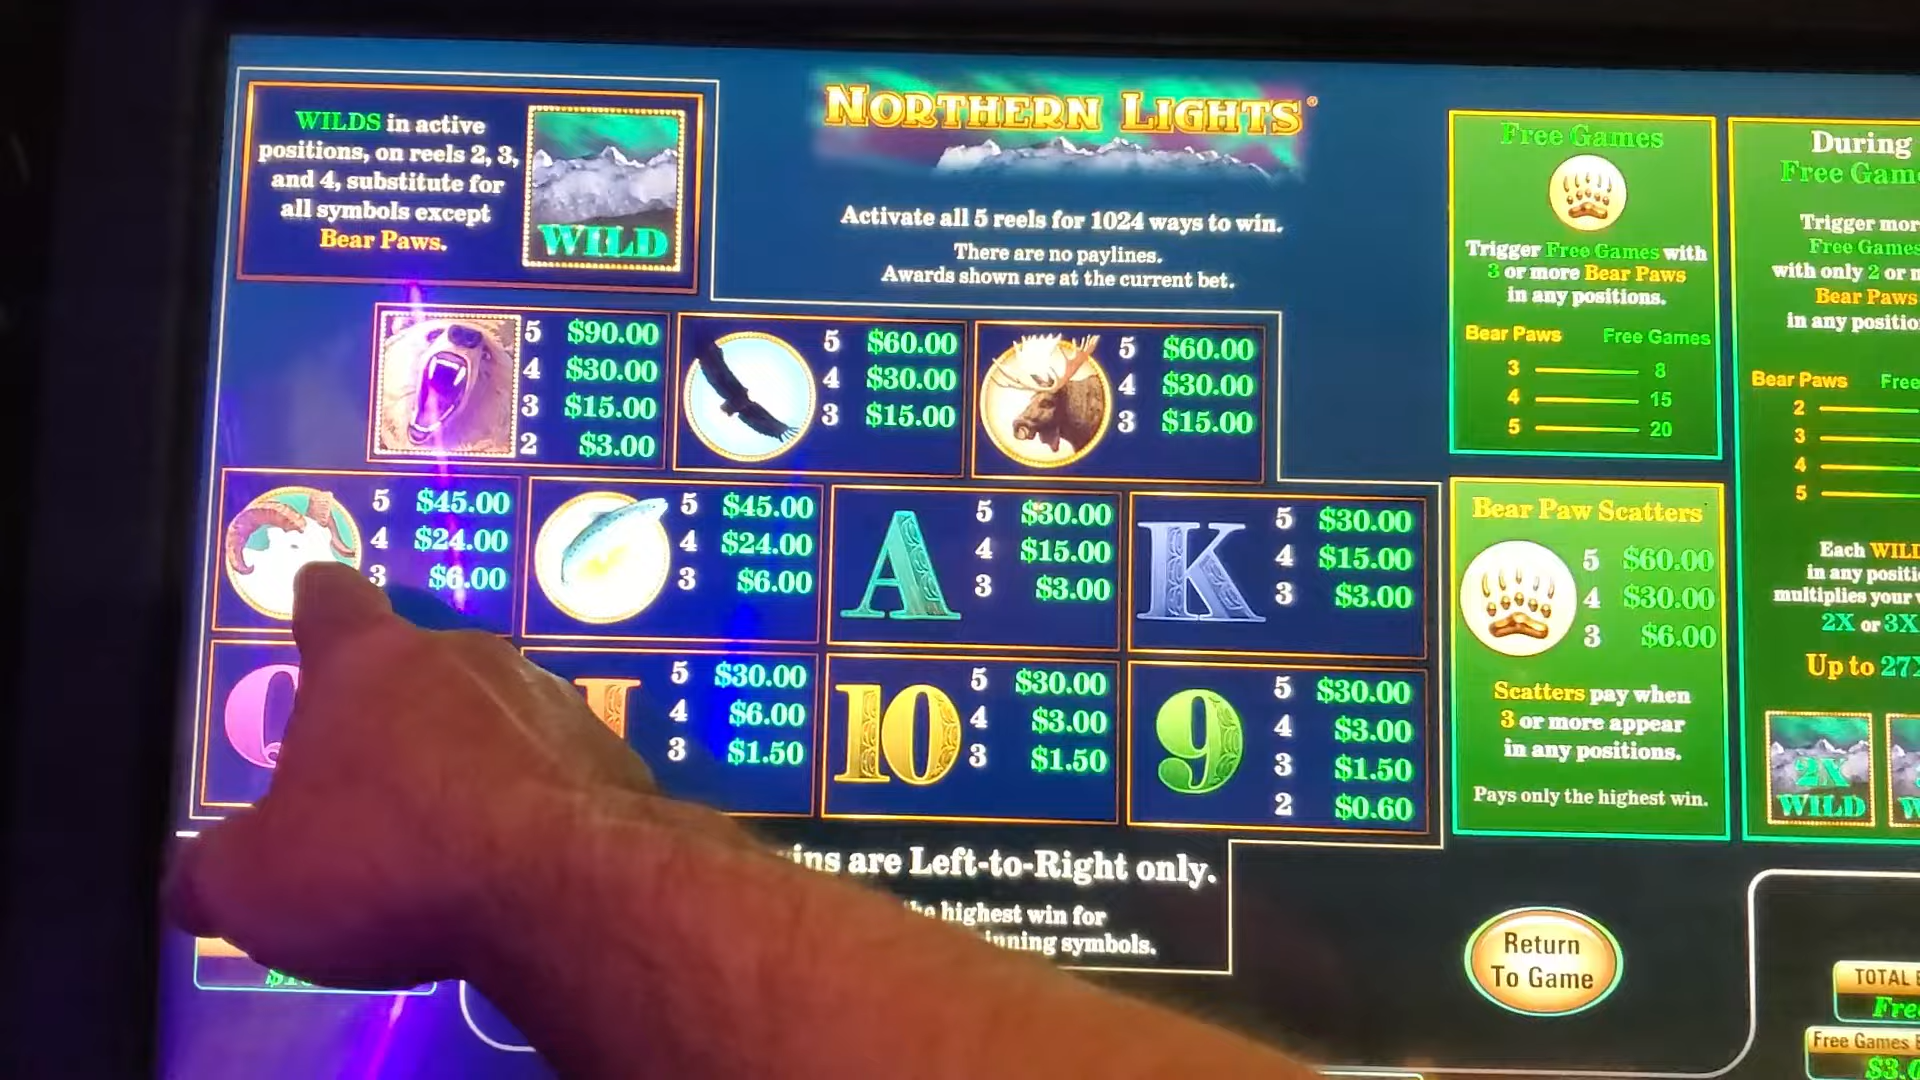 WILDS in active
positions, on reels 2, 3,
and 4, substitute for
all symbols except
Bear Paws.
WILD
NORTHERN LIGHTS®
Activate all 5 reels for 1024 ways to win.
There are no paylines.
Awards shown are at the current bet.
5 $90.00
4 $30.00
3 $15.00
2 $3.00
5 $60.00
4 $30.00
3 $15.00
5 $60.00
4 $30.00
3 $15.00
5 $45.00
4 $24.00
3 $6.00
5 $45.00
4 $24.00
3 $6.00
A
5 $30.00
4 $15.00
3 $3.00
K
5 $30.00
4 $15.00
3 $3.00
Q
J
5 $30.00
4 $6.00
3 $1.50
10
5 $30.00
4 $3.00
3 $1.50
9
5 $30.00
4 $3.00
3 $1.50
2 $0.60
are Left-to-Right only.
highest win for
symbols.
Free Games
Trigger Free Games with
3 or more Bear Paws
in any positions.
Bear Paws Free Games
3 8
4 15
5 20
Bear Paw Scatters
5 $60.00
4 $30.00
3 $6.00
Scatters pay when
3 or more appear
in any positions.
Pays only the highest win.
During
Free
Trigger
Free Games
with only 2 or
Bear Paws
in any
Bear Paws Free
2
3
4
5
Each WILD
in any
multiplies your
2X or 3X
Up to 27X
2X
WILD
Return
To Game
TOTAL
Free
Free Games